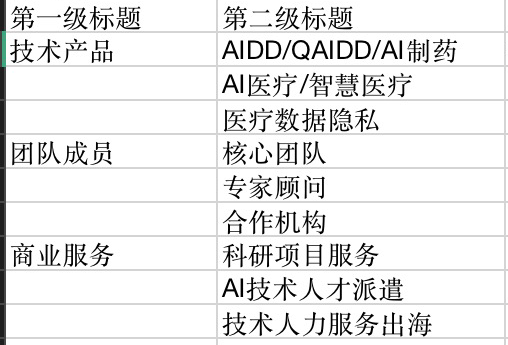 第一级标题 第二级标题
技术产品 AIDD/QAIDD/AI制药
AI医疗/智慧医疗
医疗数据隐私
团队成员 核心团队
专家顾问
合作机构
商业服务 科研项目服务
AI技术人才派遣
技术人力服务出海